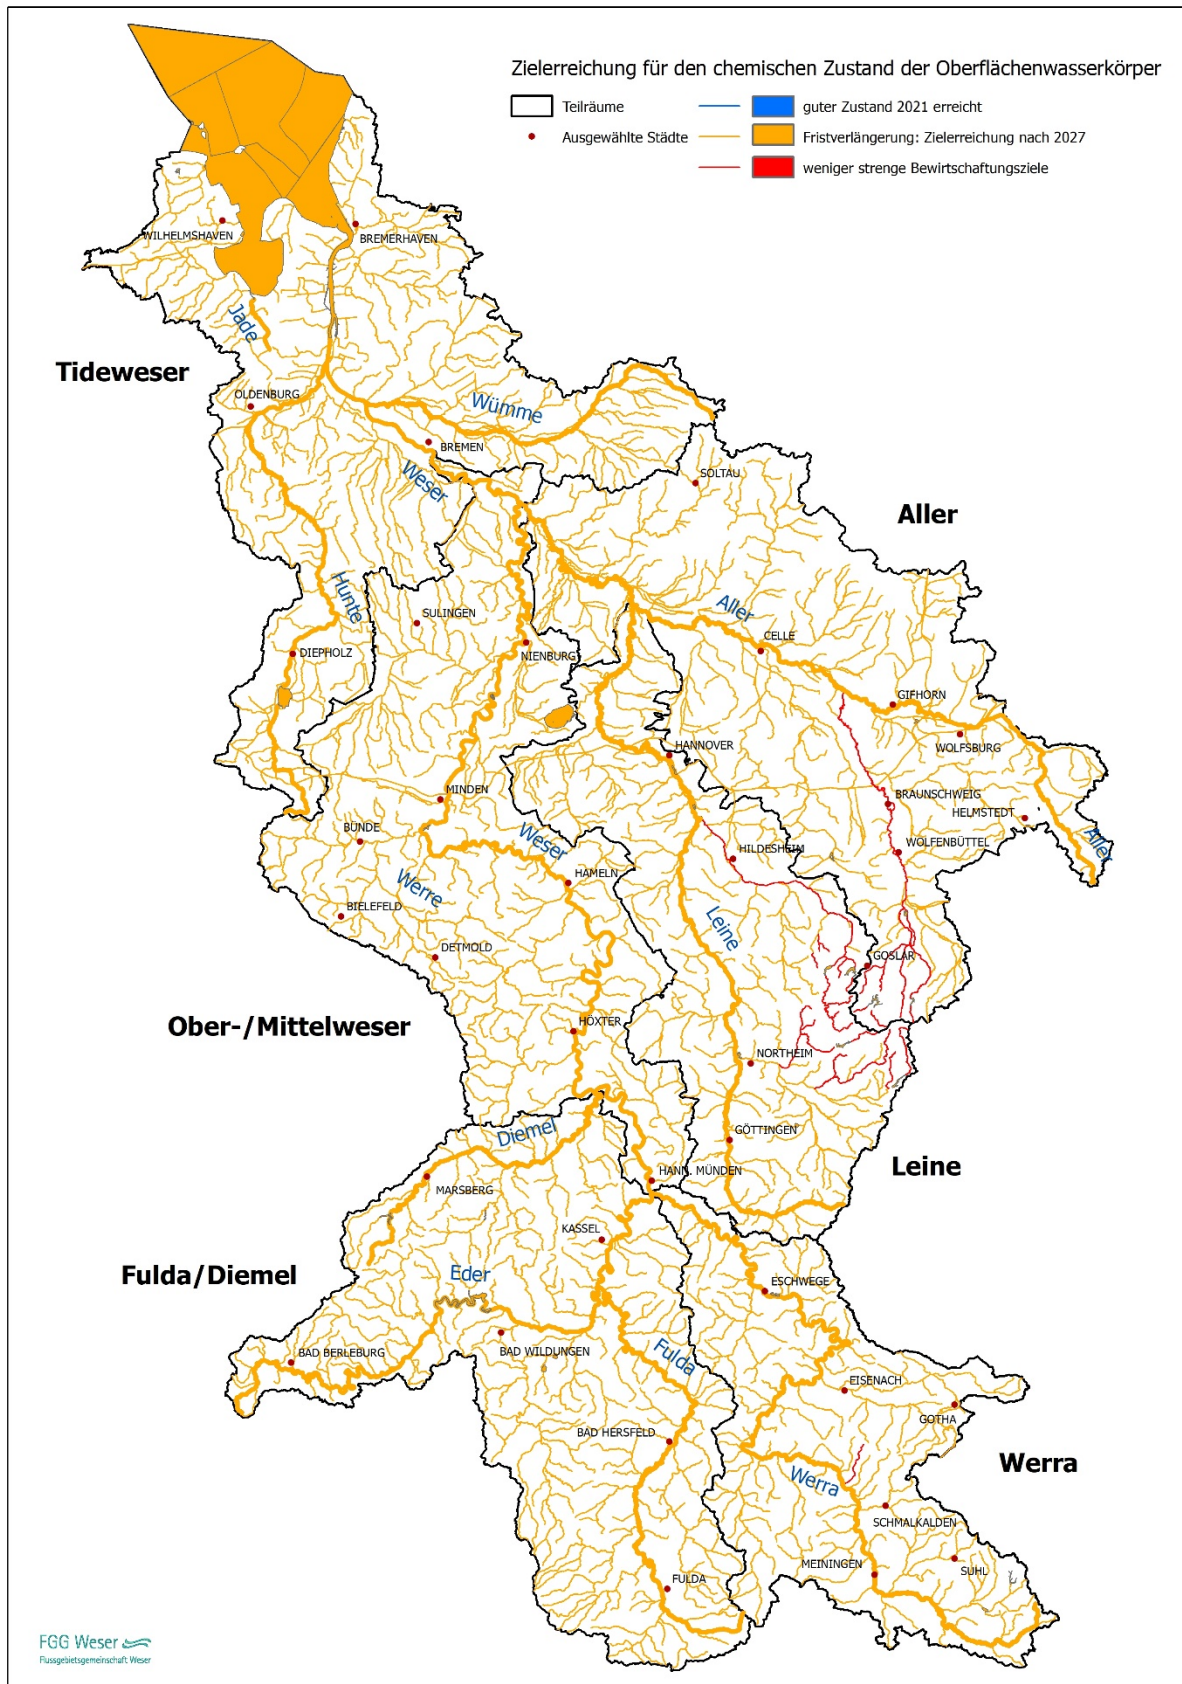 Zielerreichung für den chemischen Zustand der Oberflächenwasserkörper
Teilräume
guter Zustand 2021 erreicht
Ausgewählte Städte
Fristverlängerung: Zielerreichung nach 2027
weniger strenge Bewirtschaftungsziele
WILHELMSHAVEN
BREMERHAVEN
Jade
Tideweser
OLDENBURG
Wümme
BREMEN
Weser
SOLTAU
Aller
Hunte
SULINGEN
Aller
CELLE
DIEPHOLZ
NIENBURG
GIFHORN
WOLFSBURG
HANNOVER
MINDEN
BRAUNSCHWEIG
HELMSTEDT
BÜNDE
Weser
WOLFENBÜTTEL
Aller
HILDESHEIM
Werre
HAMELN
BIELEFELD
Leine
DETMOLD
GOSLAR
Ober-/Mittelweser
HÖXTER
NORTHEIM
Diemel
GÖTTINGEN
Leine
HANN. MÜNDEN
MARSBERG
KASSEL
Fulda/Diemel
Eder
ESCHWEGE
BAD WILDUNGEN
BAD BERLEBURG
Fulda
EISENACH
GOTHA
BAD HERSFELD
Werra
Werra
SCHMALKALDEN
MEININGEN
SUHL
FULDA
FGG Weser
Flussgebietsgemeinschaft Weser